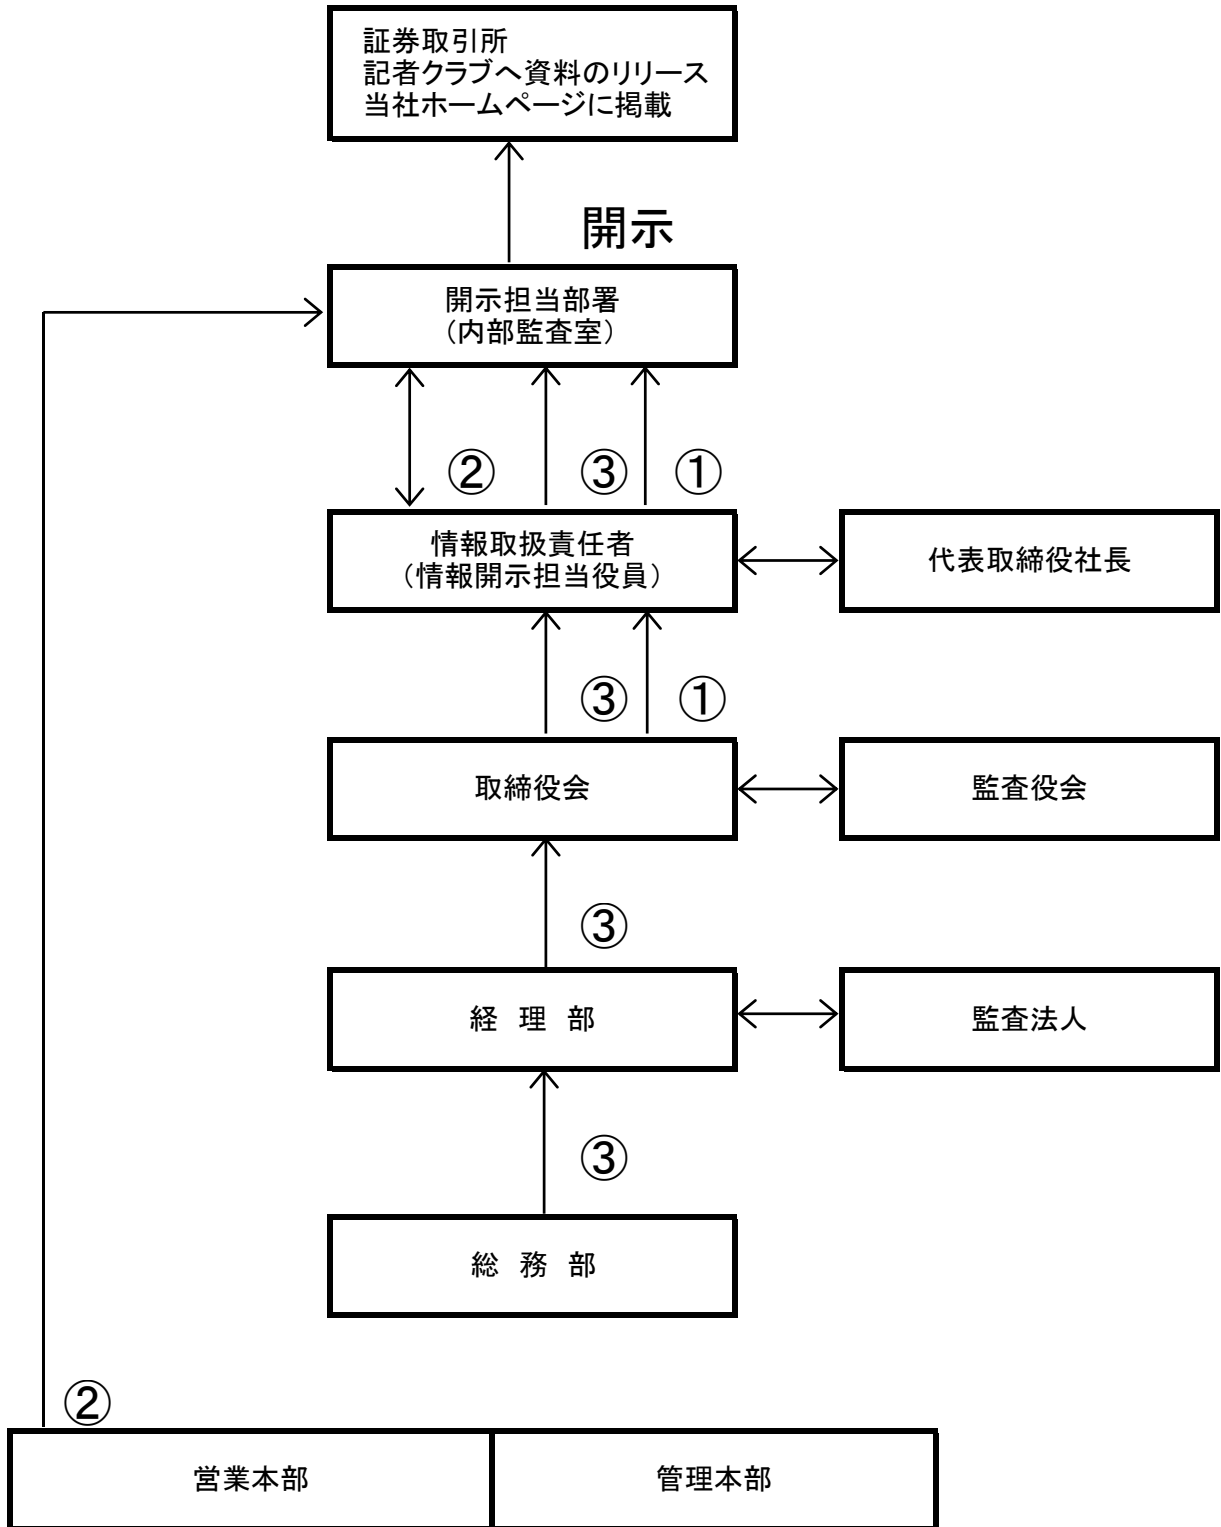 証券取引所
記者クラブへ資料のリリース
当社ホームページに掲載
開示
開示担当部署
（内部監査室）
②
③
①
情報取扱責任者
（情報開示担当役員）
代表取締役社長
③
①
取締役会
監査役会
③
経　理　部
監査法人
③
総　務　部
②
営業本部
管理本部